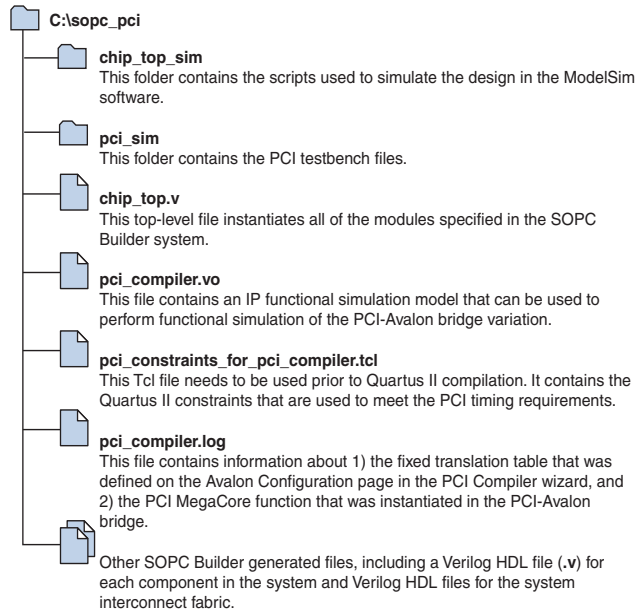 C:\sopc_pci
chip_top_sim
This folder contains the scripts used to simulate the design in the ModelSim
software.
pci_sim
This folder contains the PCI testbench files.
chip_top.v
This top-level file instantiates all of the modules specified in the SOPC
Builder system.
pci_compiler.vo
This file contains an IP functional simulation model that can be used to
perform functional simulation of the PCI-Avalon bridge variation.
pci_constraints_for_pci_compiler.tcl
This Tcl file needs to be used prior to Quartus II compilation. It contains the
Quartus II constraints that are used to meet the PCI timing requirements.
pci_compiler.log
This file contains information about 1) the fixed translation table that was
defined on the Avalon Configuration page in the PCI Compiler wizard, and
2) the PCI MegaCore function that was instantiated in the PCI-Avalon
bridge.
Other SOPC Builder generated files, including a Verilog HDL file (.v) for
each component in the system and Verilog HDL files for the system
interconnect fabric.